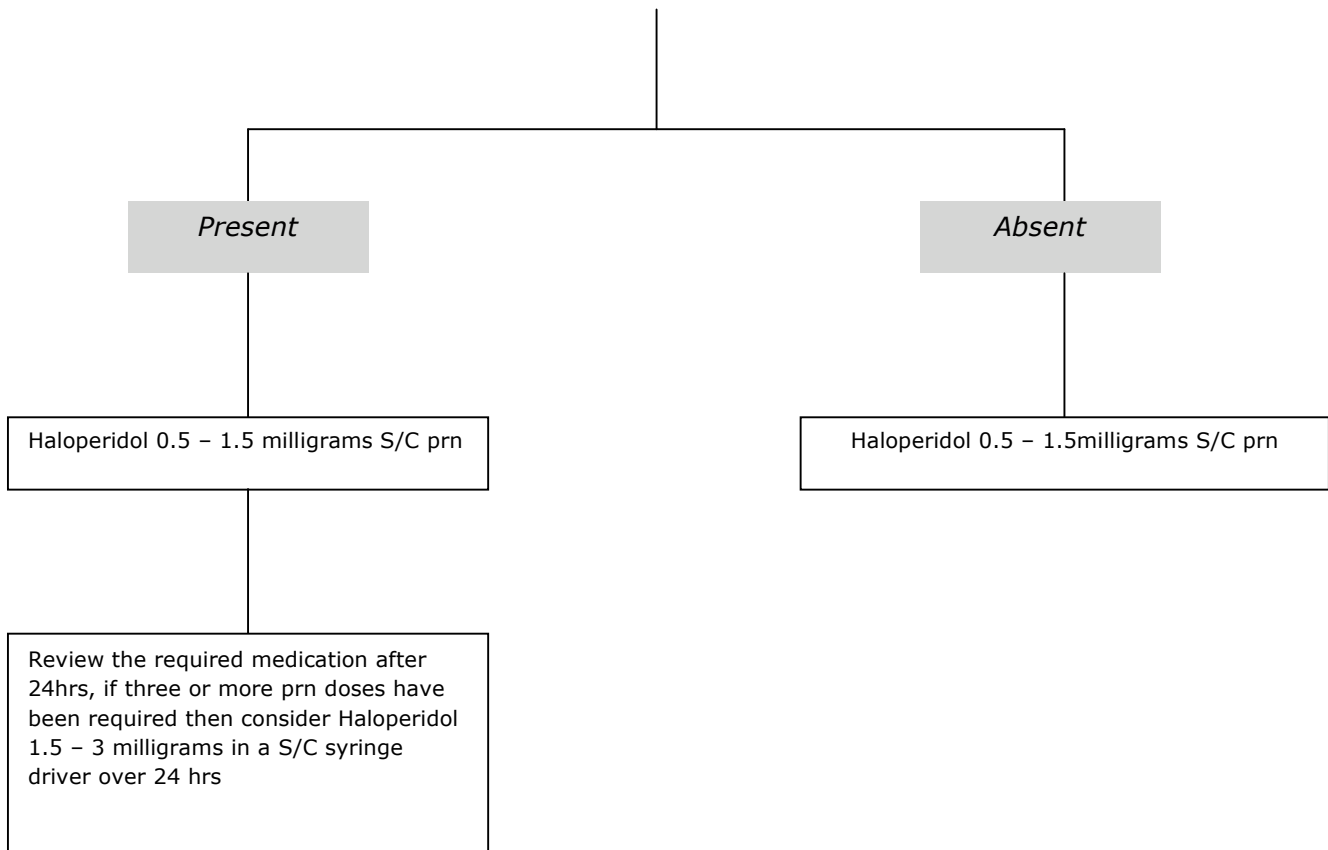 Present
Absent
Haloperidol 0.5 – 1.5 milligrams S/C prn
Haloperidol 0.5 – 1.5milligrams S/C prn
Review the required medication after
24hrs, if three or more prn doses have
been required then consider Haloperidol
1.5 – 3 milligrams in a S/C syringe
driver over 24 hrs